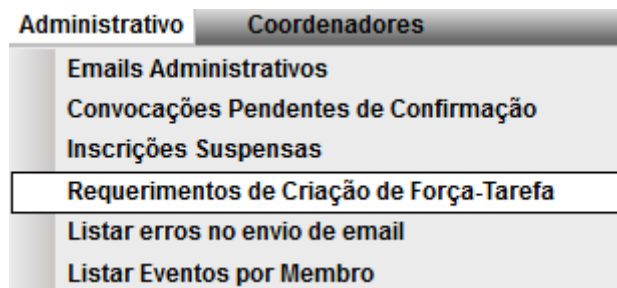 Administrativo Coordenadores
Emails Administrativos
Convocações Pendentes de Confirmação
Inscrições Suspensas
Requerimentos de Criação de Força-Tarefa
Listar erros no envio de email
Listar Eventos por Membro